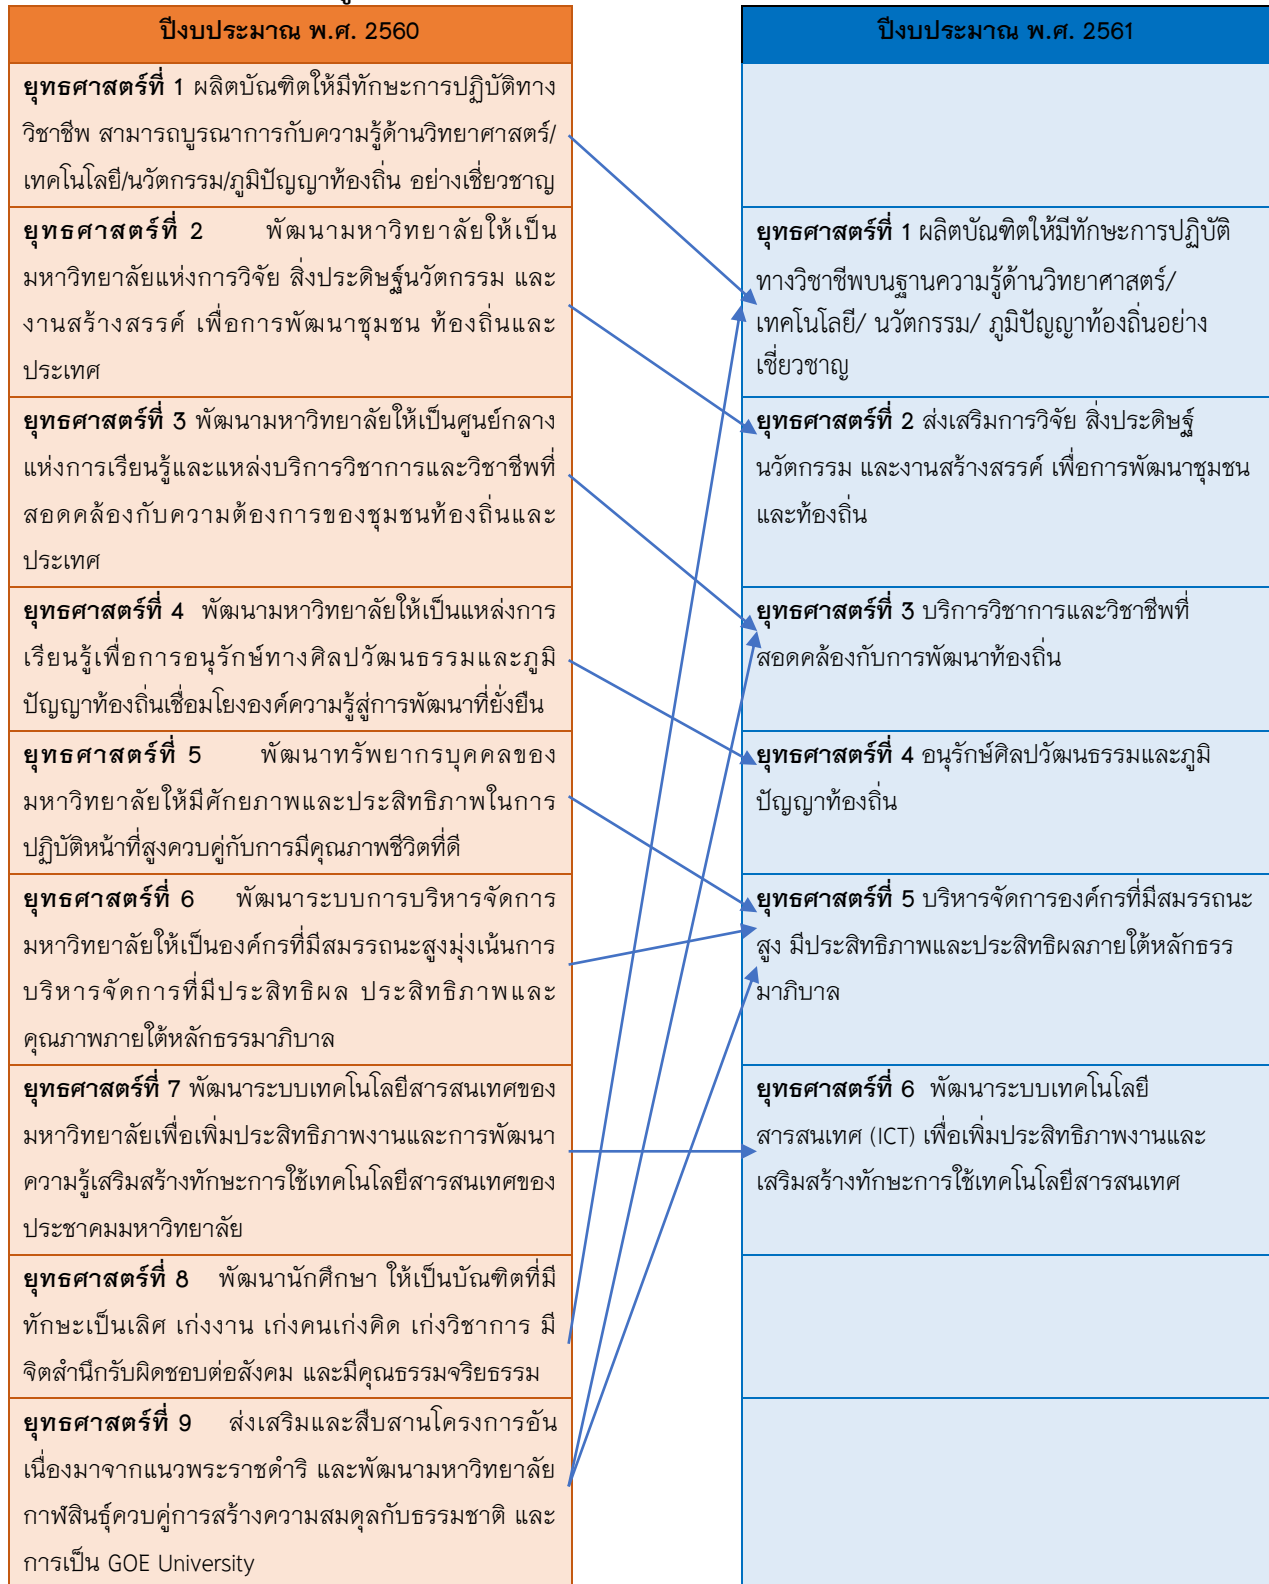 ปีงบประมาณ พ.ศ. 2560
ยุทธศาสตร์ที่ 1 ผลิตบัณฑิตให้มีทักษะการปฏิบัติทาง
วิชาชีพ สามารถบูรณาการกับความรู้ด้านวิทยาศาสตร์/
เทคโนโลยี/นวัตกรรม/ภูมิปัญญาท้องถิ่น อย่างเชี่ยวชาญ
ยุทธศาสตร์ที่ 2 พัฒนามหาวิทยาลัยให้เป็น
มหาวิทยาลัยแห่งการวิจัย สิ่งประดิษฐ์นวัตกรรม และ
งานสร้างสรรค์ เพื่อการพัฒนาชุมชน ท้องถิ่นและ
ประเทศ
ยุทธศาสตร์ที่ 3 พัฒนามหาวิทยาลัยให้เป็นศูนย์กลาง
แห่งการเรียนรู้และแหล่งบริการวิชาการและวิชาชีพที่
สอดคล้องกับความต้องการของชุมชนท้องถิ่นและ
ประเทศ
ยุทธศาสตร์ที่ 4 พัฒนามหาวิทยาลัยให้เป็นแหล่งการ
เรียนรู้เพื่อการอนุรักษ์ทางศิลปวัฒนธรรมและภูมิ
ปัญญาท้องถิ่นเชื่อมโยงองค์ความรู้สู่การพัฒนาที่ยั่งยืน
ยุทธศาสตร์ที่ 5 พัฒนาทรัพยากรบุคคลของ
มหาวิทยาลัยให้มีศักยภาพและประสิทธิภาพในการ
ปฏิบัติหน้าที่สูงควบคู่กับการมีคุณภาพชีวิตที่ดี
ยุทธศาสตร์ที่ 6 พัฒนาระบบการบริหารจัดการ
มหาวิทยาลัยให้เป็นองค์กรที่มีสมรรถนะสูงมุ่งเน้นการ
บริหารจัดการที่มีประสิทธิผล ประสิทธิภาพและ
คุณภาพภายใต้หลักธรรมาภิบาล
ยุทธศาสตร์ที่ 7 พัฒนาระบบเทคโนโลยีสารสนเทศของ
มหาวิทยาลัยเพื่อเพิ่มประสิทธิภาพงานและการพัฒนา
ความรู้เสริมสร้างทักษะการใช้เทคโนโลยีสารสนเทศของ
ประชาคมมหาวิทยาลัย
ยุทธศาสตร์ที่ 8 พัฒนานักศึกษา ให้เป็นบัณฑิตที่มี
ทักษะเป็นเลิศ เก่งงาน เก่งคนเก่งคิด เก่งวิชาการ มี
จิตสำนึกรับผิดชอบต่อสังคม และมีคุณธรรมจริยธรรม
ยุทธศาสตร์ที่ 9 ส่งเสริมและสืบสานโครงการอัน
เนื่องมาจากแนวพระราชดำริ และพัฒนามหาวิทยาลัย
กาฬสินธุ์ควบคู่การสร้างความสมดุลกับธรรมชาติ และ
การเป็น GOE University
ปีงบประมาณ พ.ศ. 2561
ยุทธศาสตร์ที่ 1 ผลิตบัณฑิตให้มีทักษะการปฏิบัติ
ทางวิชาชีพบนฐานความรู้ด้านวิทยาศาสตร์/
เทคโนโลยี/ นวัตกรรม/ ภูมิปัญญาท้องถิ่นอย่าง
เชี่ยวชาญ
ยุทธศาสตร์ที่ 2 ส่งเสริมการวิจัย สิ่งประดิษฐ์
นวัตกรรม และงานสร้างสรรค์ เพื่อการพัฒนาชุมชน
และท้องถิ่น
ยุทธศาสตร์ที่ 3 บริการวิชาการและวิชาชีพที่
สอดคล้องกับการพัฒนาท้องถิ่น
ยุทธศาสตร์ที่ 4 อนุรักษ์ศิลปวัฒนธรรมและภูมิ
ปัญญาท้องถิ่น
ยุทธศาสตร์ที่ 5 บริหารจัดการองค์กรที่มีสมรรถนะ
สูง มีประสิทธิภาพและประสิทธิผลภายใต้หลักธรร
มาภิบาล
ยุทธศาสตร์ที่ 6 พัฒนาระบบเทคโนโลยี
สารสนเทศ (ICT) เพื่อเพิ่มประสิทธิภาพงานและ
เสริมสร้างทักษะการใช้เทคโนโลยีสารสนเทศ